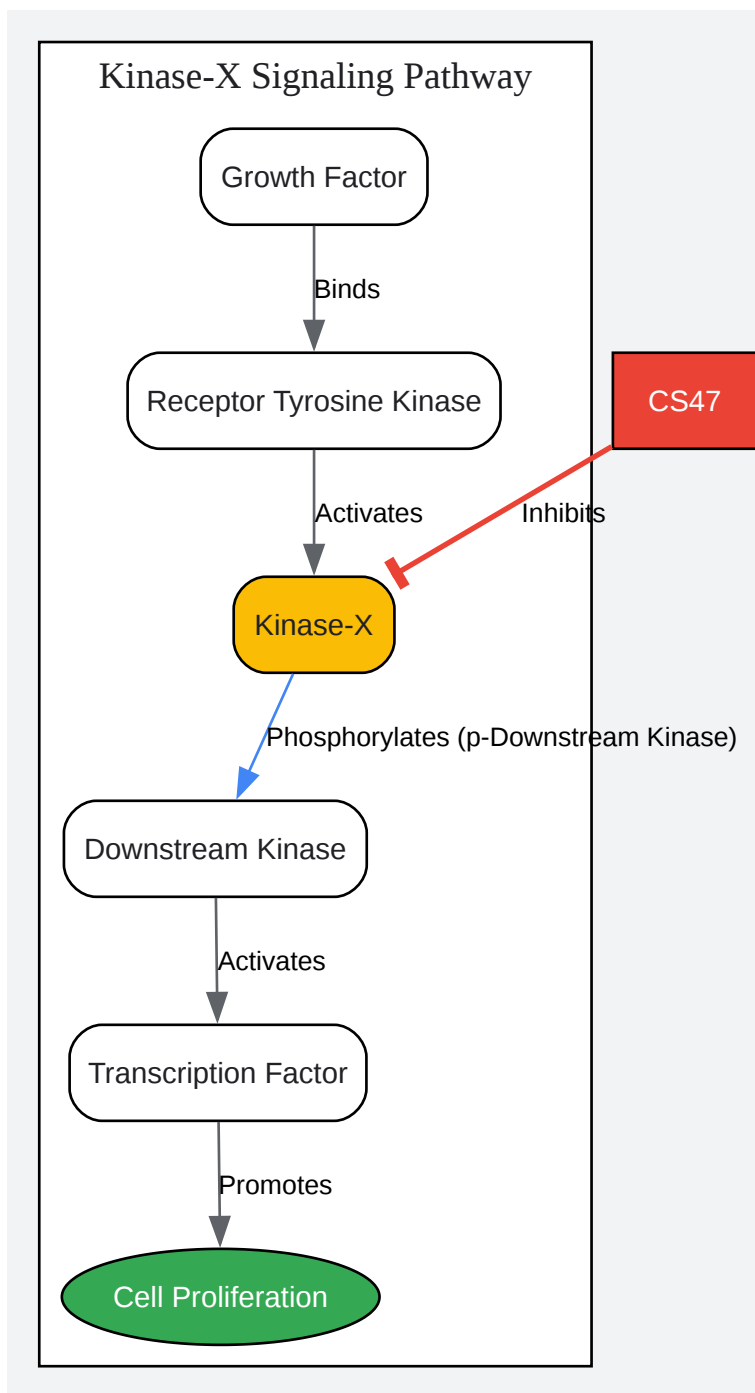 Kinase-X Signaling Pathway
Growth Factor
Binds
Receptor Tyrosine Kinase
CS47
Activates
Inhibits
Kinase-X
Phosphorylates (p-Downstream Kinase)
Downstream Kinase
Activates
Transcription Factor
Promotes
Cell Proliferation